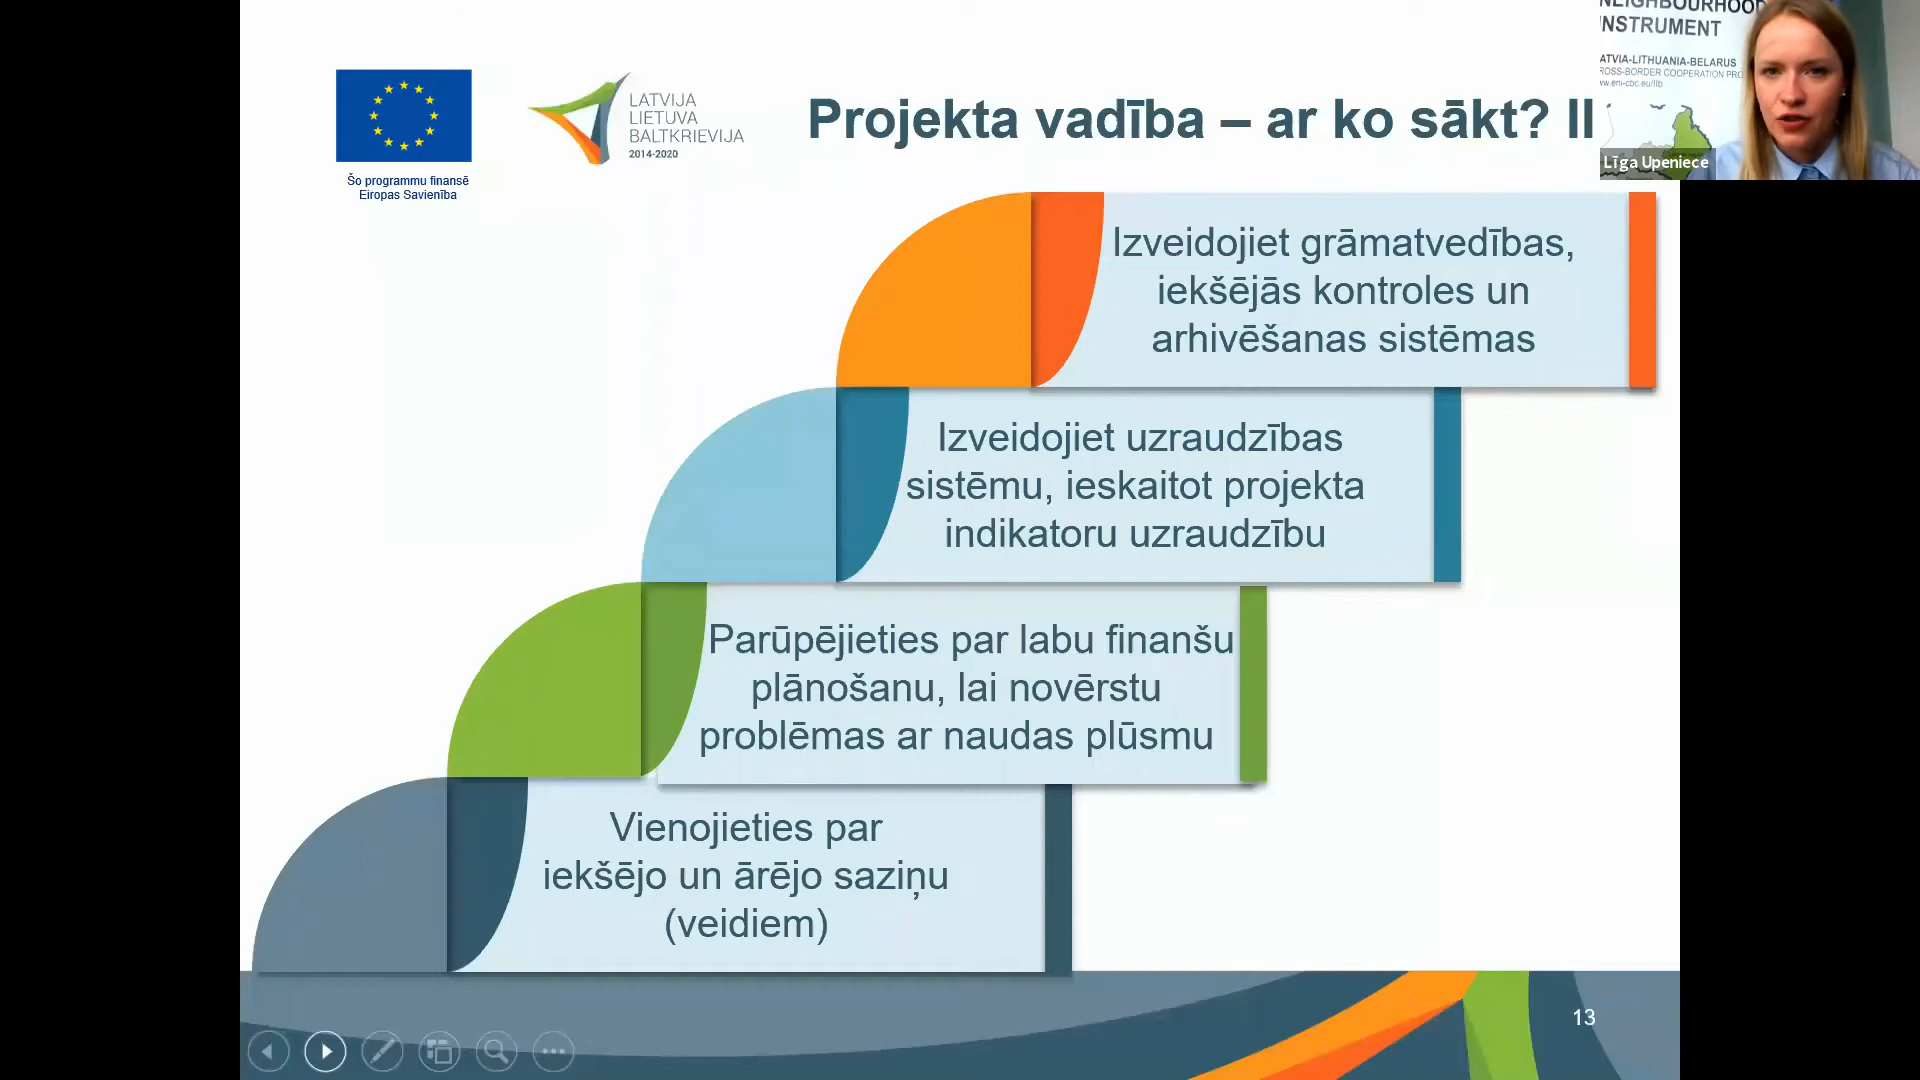 Šo programmu finansē
Eiropas Savienība
LATVIJA
LIETUVA
BALTKRIEVIJA
2014-2020
Projekta vadība – ar ko sākt? II
INSTRUMENT
Līga Upeniece
Izveidojiet grāmatvedības,
iekšējās kontroles un
arhivēšanas sistēmas
Izveidojiet uzraudzības
sistēmu, ieskaitot projekta
indikatoru uzraudzību
Parūpējieties par labu finanšu
plānošanu, lai novērstu
problēmas ar naudas plūsmu
Vienojieties par
iekšējo un ārējo saziņu
(veidiem)
13